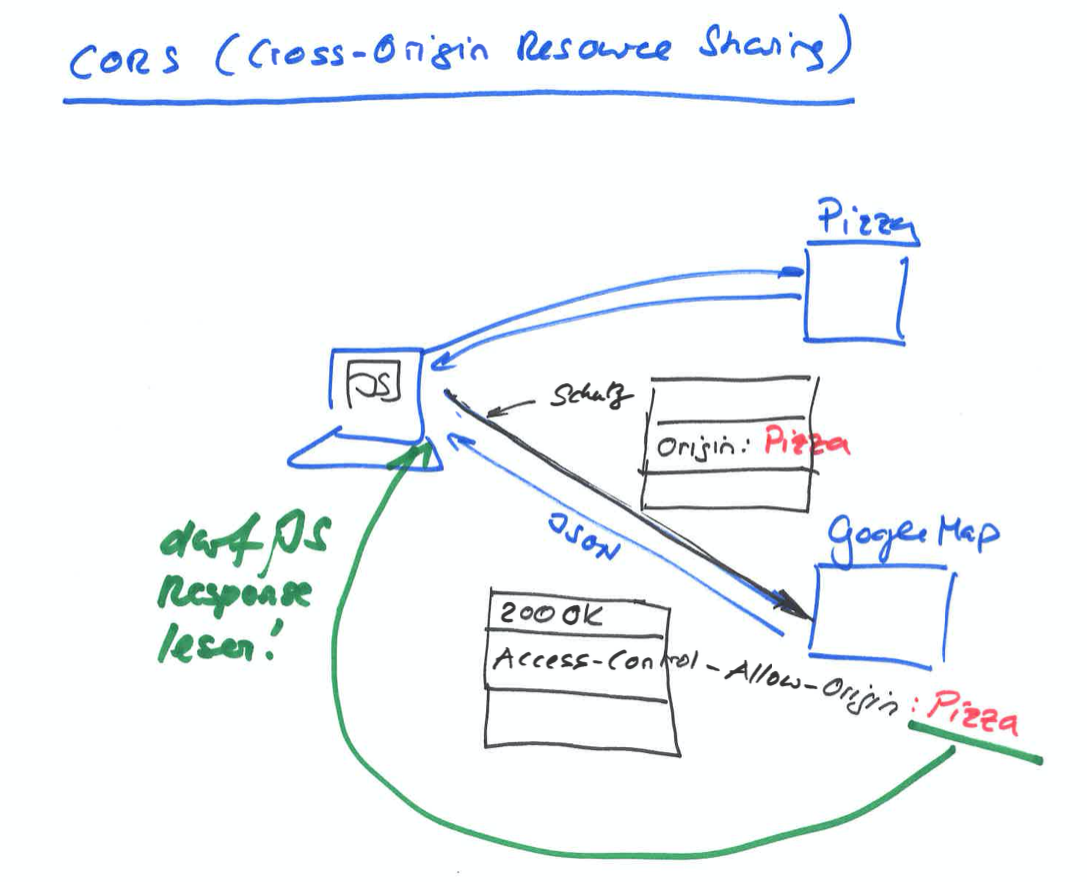 CORS (Cross-Origin Resource Sharing)
Pizza
JS
Schutz
Origin: Pizza
JSON
Google Map
darf JS
Response
lesen!
200 OK
Access-Control-Allow-Origin: Pizza